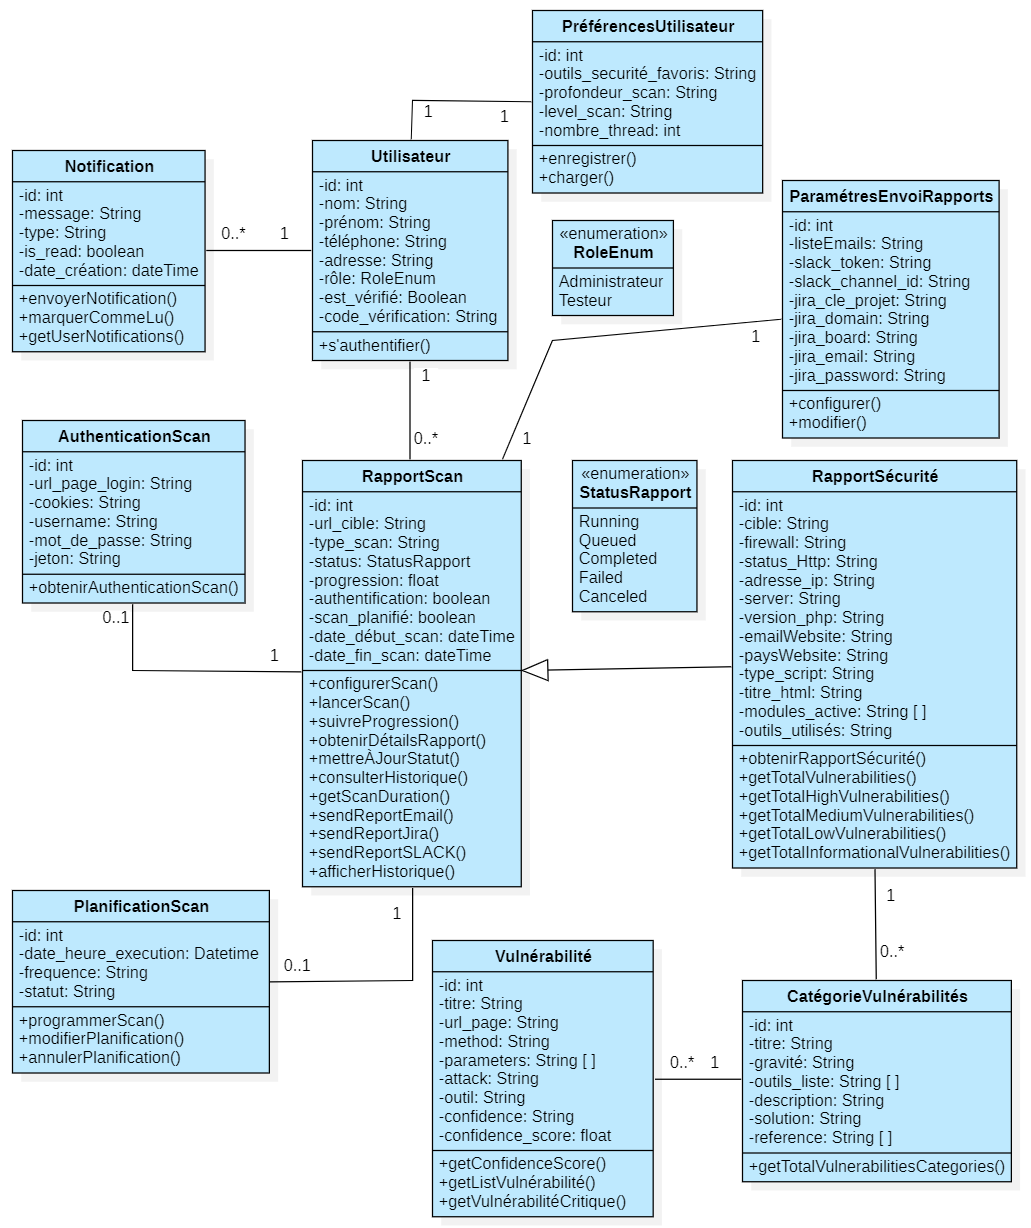 PréférencesUtilisateur
-id: int
-outils_securité_favoris: String
-profondeur_scan: String
-level_scan: String
-nombre_thread: int
+enregistrer()
+charger()
1
1
Notification
-id: int
-message: String
-type: String
-is_read: boolean
-date_création: dateTime
+envoyerNotification()
+marquerCommeLu()
+getUserNotifications()
0..*
1
Utilisateur
-id: int
-nom: String
-prénom: String
-téléphone: String
-adresse: String
-rôle: RoleEnum
-est_vérifié: Boolean
-code_vérification: String
+s'authentifier()
«enumeration»
RoleEnum
Administrateur
Testeur
ParamétresEnvoiRapports
-id: int
-listeEmails: String
-slack_token: String
-slack_channel_id: String
-jira_cle_projet: String
-jira_domain: String
-jira_board: String
-jira_email: String
-jira_password: String
+configurer()
+modifier()
1
1
1
0..*
AuthenticationScan
-id: int
-url_page_login: String
-cookies: String
-username: String
-mot_de_passe: String
-jeton: String
+obtenirAuthenticationScan()
0..1
1
RapportScan
-id: int
-url_cible: String
-type_scan: String
-status: StatusRapport
-progression: float
-authentification: boolean
-scan_planifié: boolean
-date_début_scan: dateTime
-date_fin_scan: dateTime
+configurerScan()
+lancerScan()
+suivreProgression()
+obtenirDétailsRapport()
+mettreÀJourStatut()
+consulterHistorique()
+getScanDuration()
+sendReportEmail()
+sendReportJira()
+sendReportSLACK()
+afficherHistorique()
«enumeration»
StatusRapport
Running
Queued
Completed
Failed
Canceled
RapportSécurité
-id: int
-cible: String
-firewall: String
-status_Http: String
-adresse_ip: String
-server: String
-version_php: String
-emailWebsite: String
-paysWebsite: String
-type_script: String
-titre_html: String
-modules_active: String [ ]
-outils_utilisés: String
+obtenirRapportSécurité()
+getTotalVulnerabilities()
+getTotalHighVulnerabilities()
+getTotalMediumVulnerabilities()
+getTotalLowVulnerabilities()
+getTotalInformationalVulnerabilities()
1
0..*
PlanificationScan
-id: int
-date_heure_execution: Datetime
-frequence: String
-statut: String
+programmerScan()
+modifierPlanification()
+annulerPlanification()
1
0..1
Vulnérabilité
-id: int
-titre: String
-url_page: String
-method: String
-parameters: String [ ]
-attack: String
-outil: String
-confidence: String
-confidence_score: float
+getConfidenceScore()
+getListVulnérabilité()
+getVulnérabilitéCritique()
0..*
1
CatégorieVulnérabilités
-id: int
-titre: String
-gravité: String
-outils_liste: String [ ]
-description: String
-solution: String
-reference: String [ ]
+getTotalVulnerabilitiesCategories()